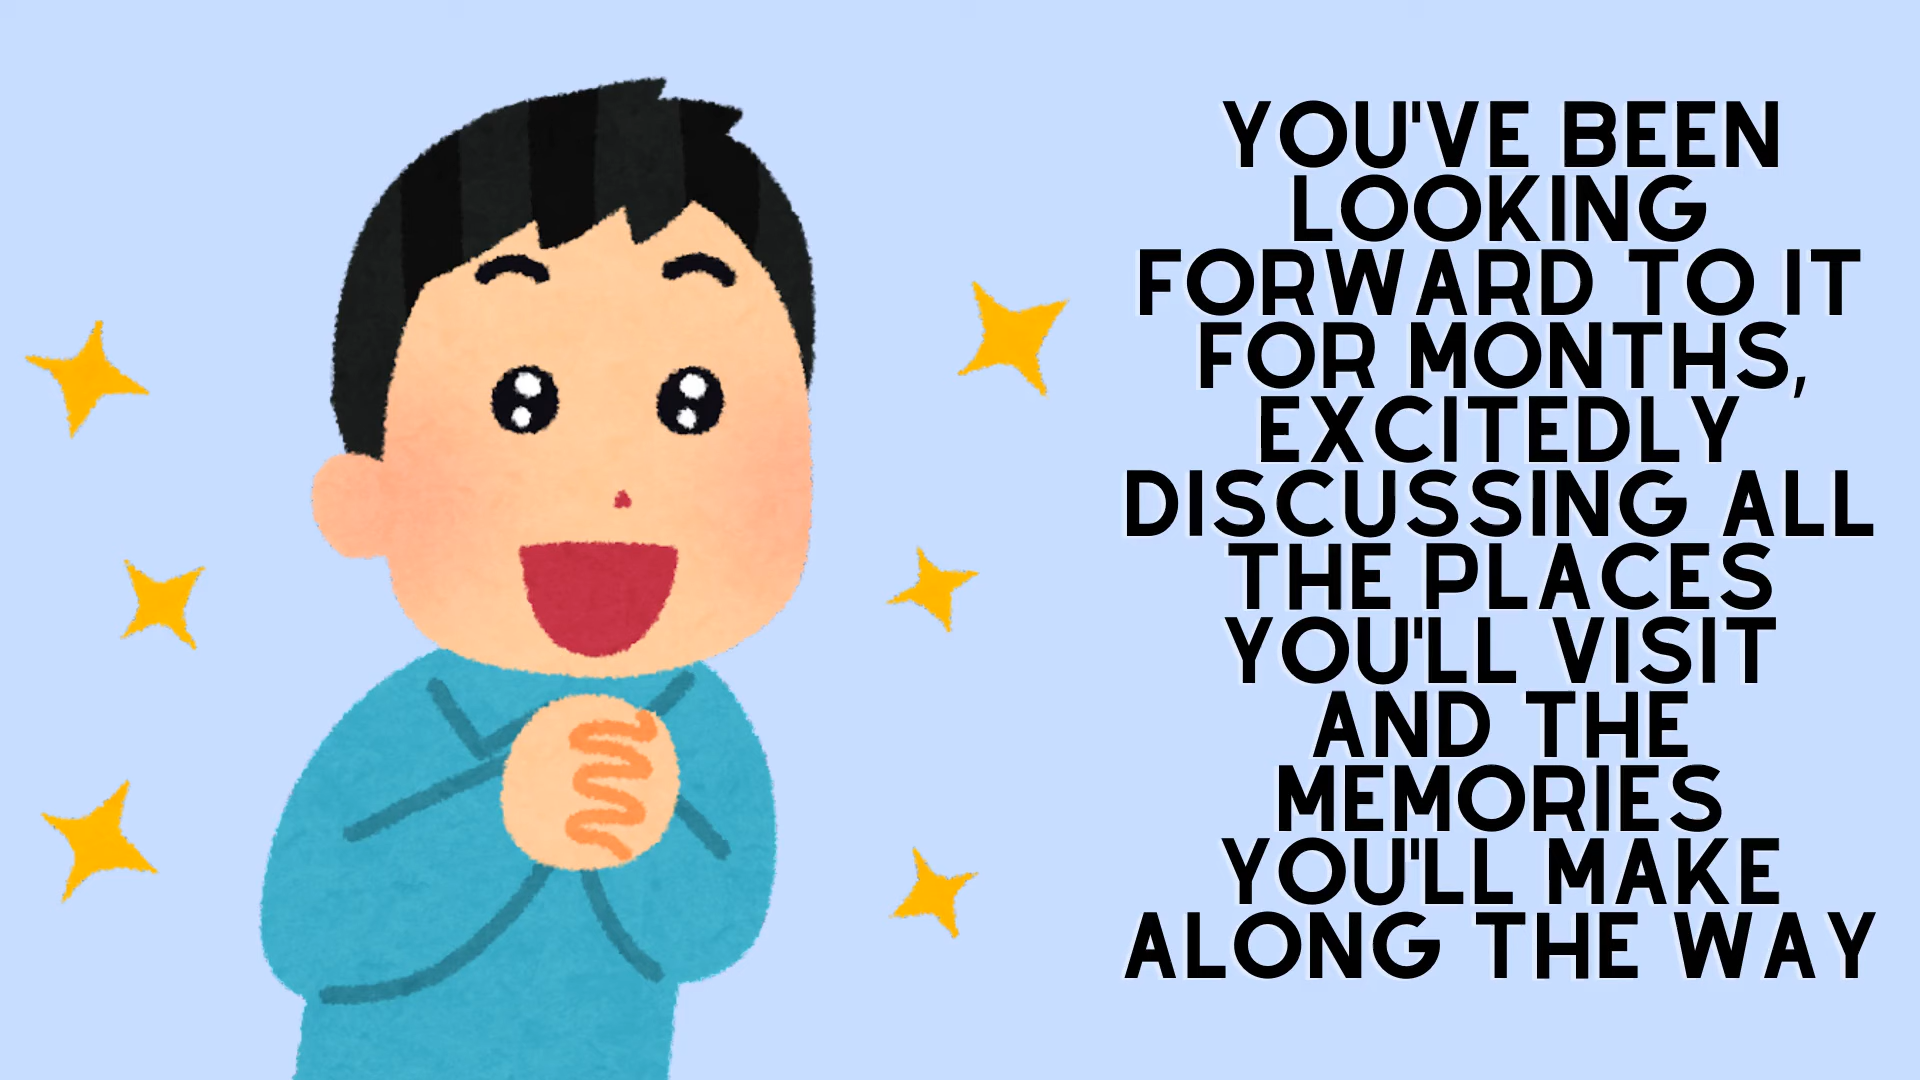 YOU'VE BEEN
LOOKING
FORWARD TO IT
FOR MONTHS,
EXCITEDLY
DISCUSSING ALL
THE PLACES
YOU'LL VISIT
AND THE
MEMORIES
YOU'LL MAKE
ALONG THE WAY